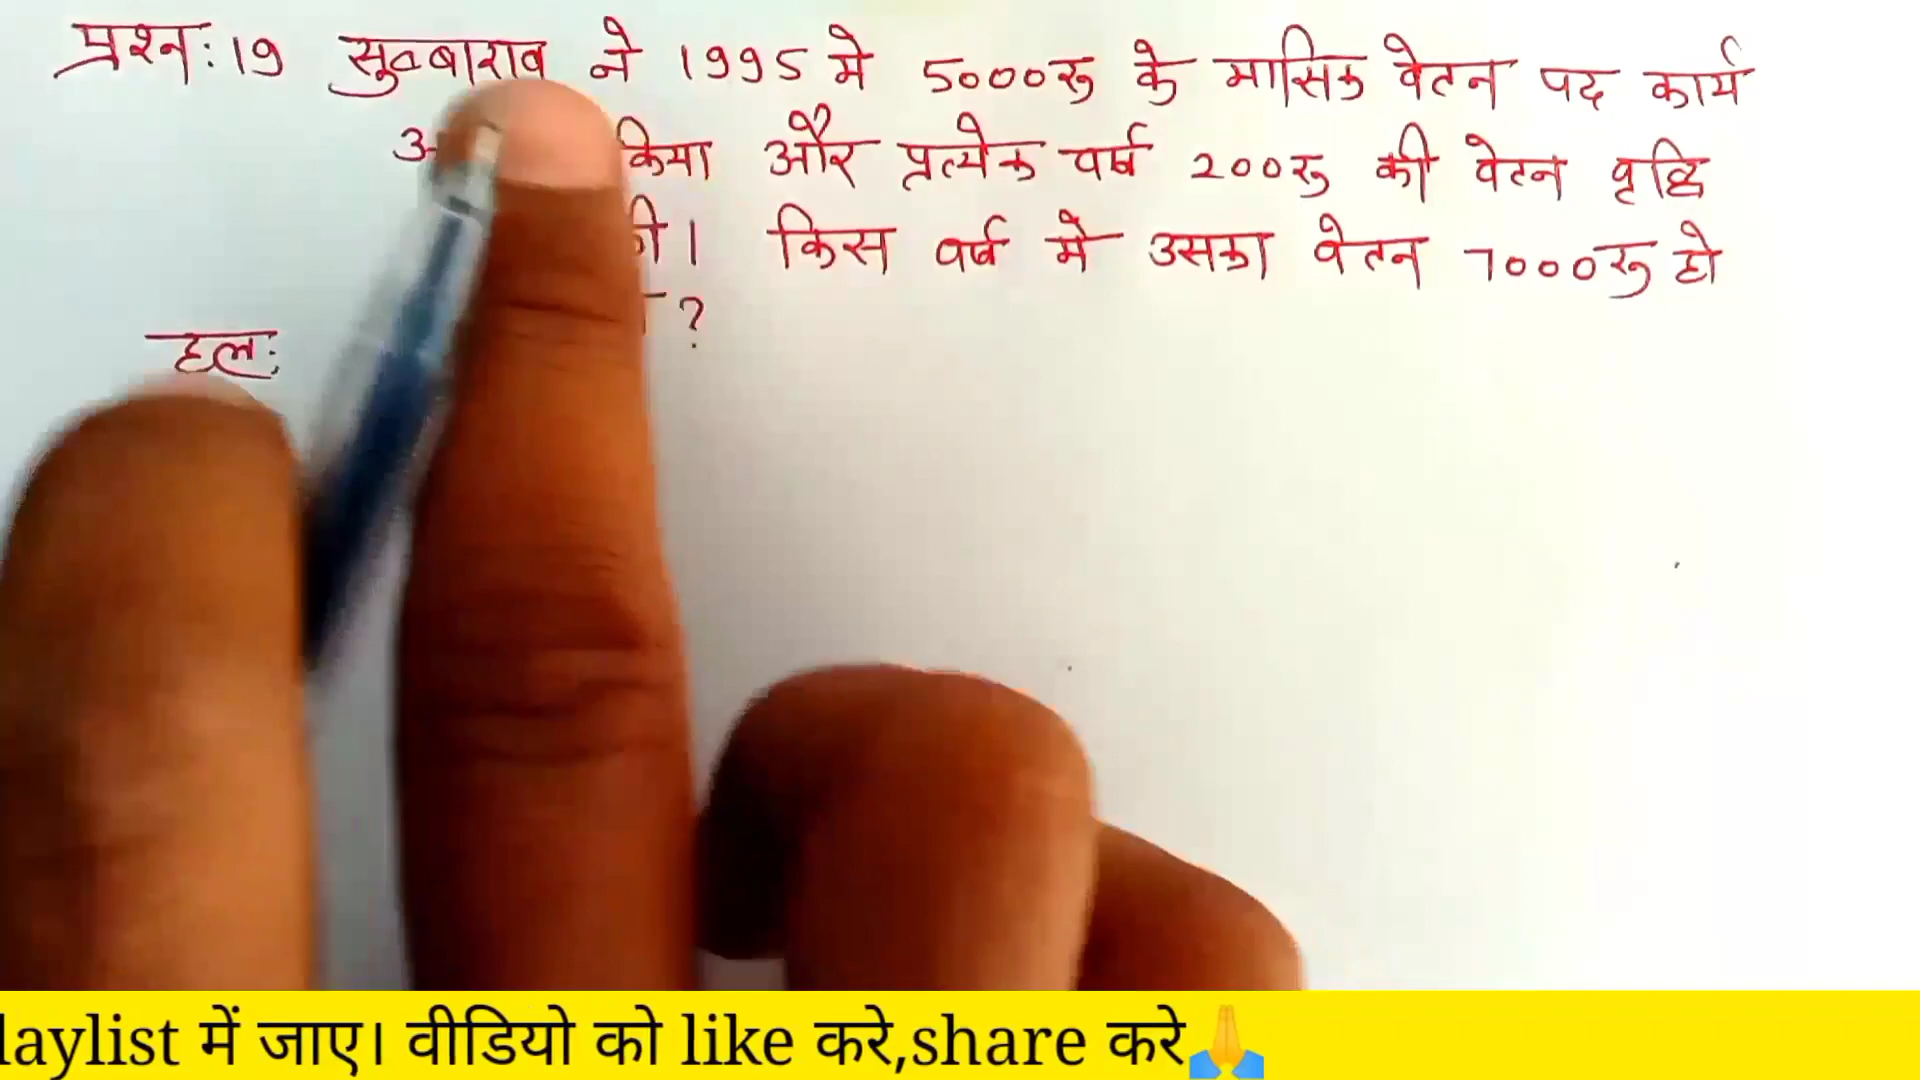 प्रश्न:19 सुब्बाराव ने 1995 मे 5000रु के मासिक वेतन पद कार्य
किया और प्रत्येक वर्ष 200रु की वेतन वृद्धि
। किस वर्ष मे उसका वेतन 7000रु हो
?
हल:
laylist में जाए। वीडियो को like करे,share करे🙏